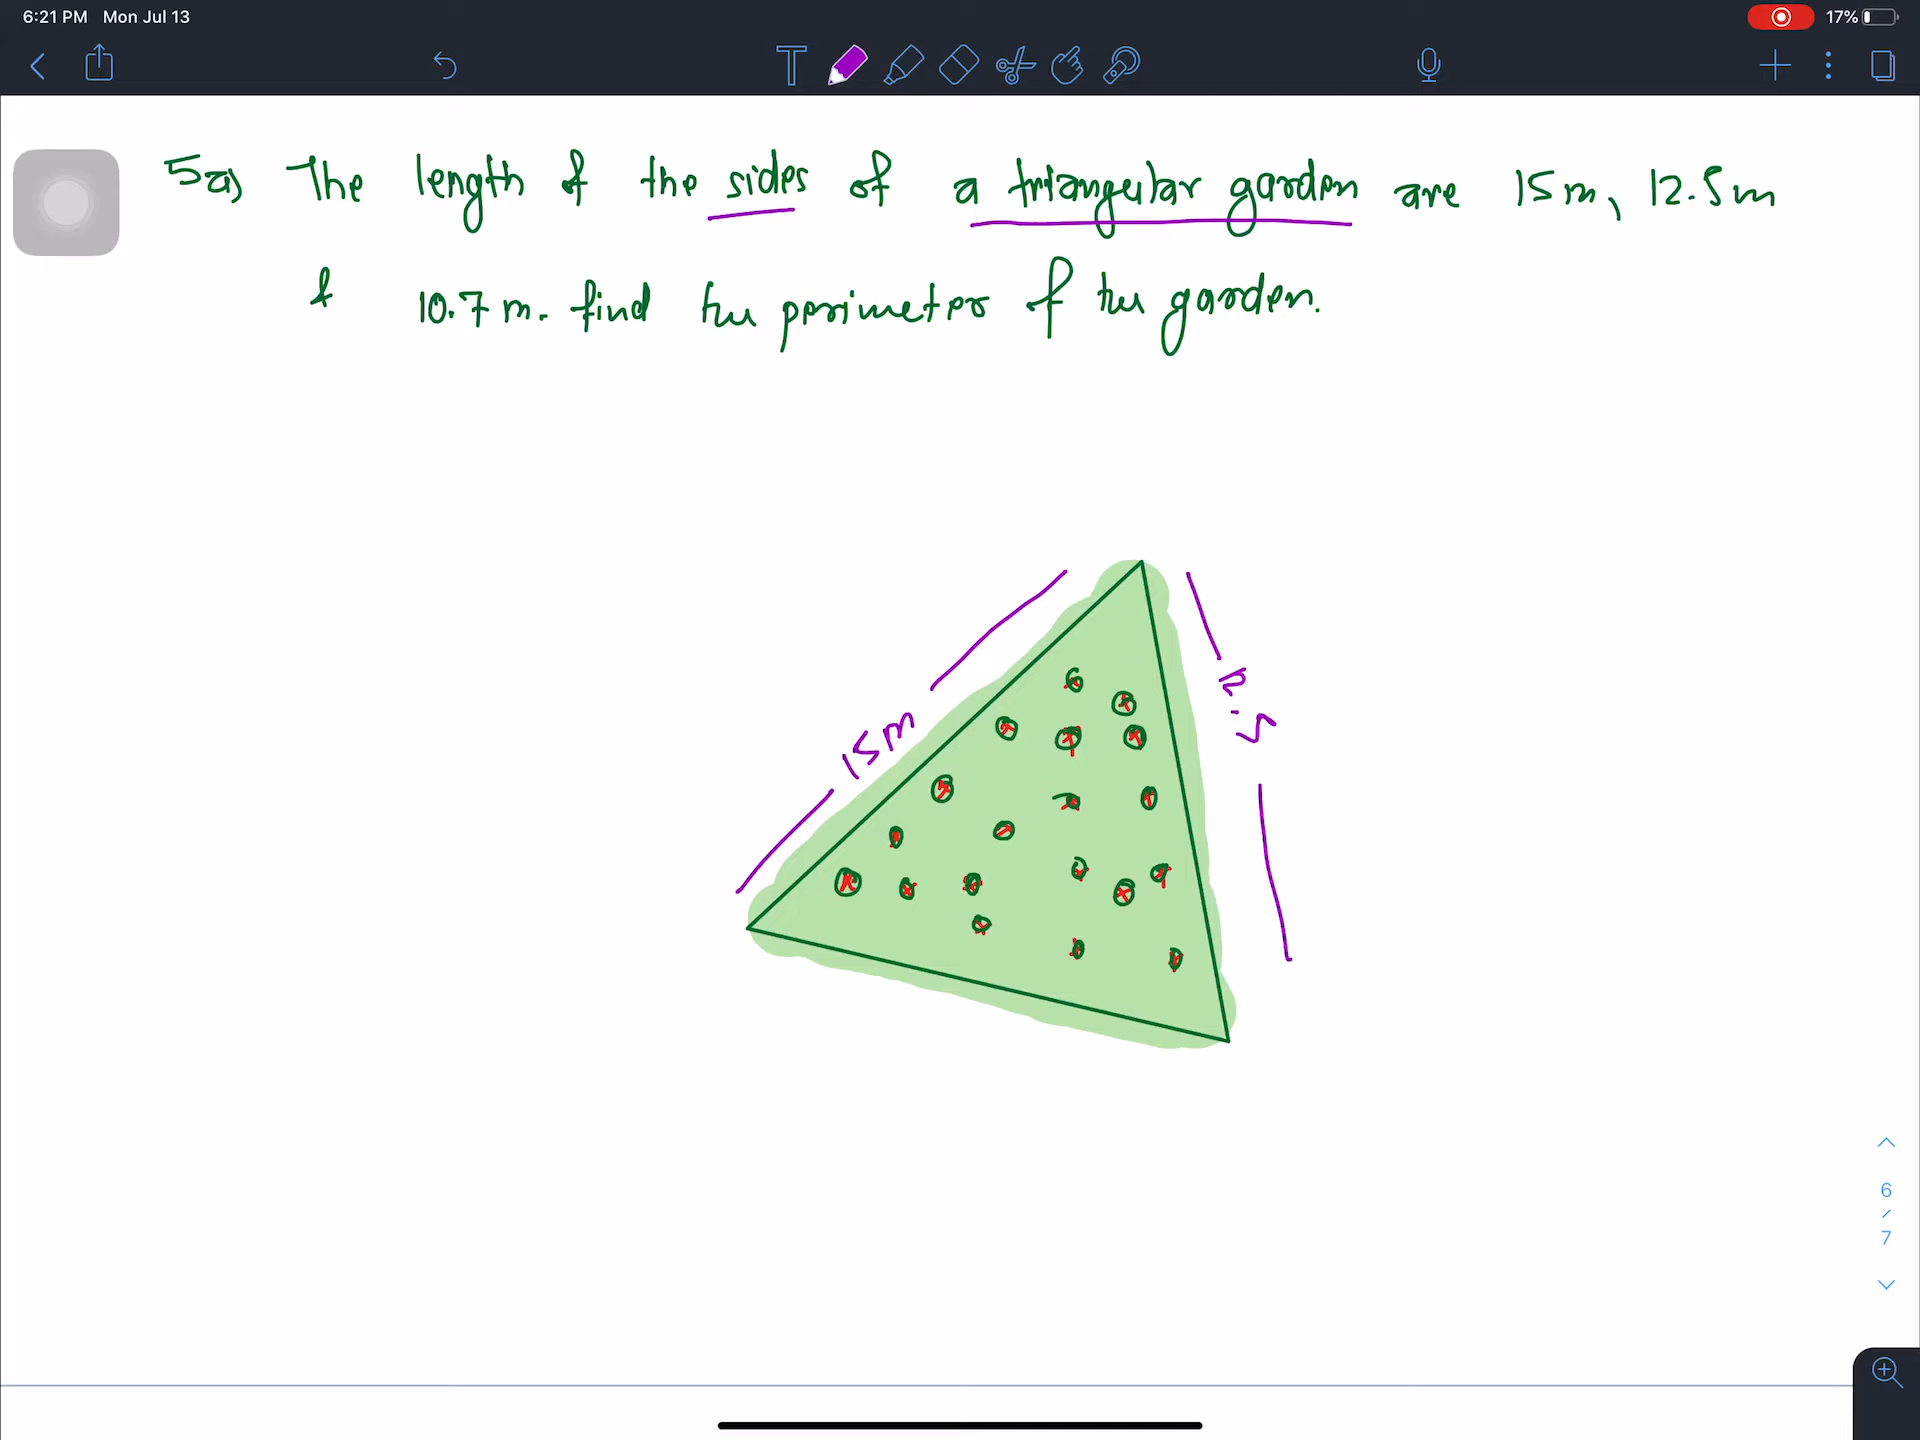 6:21 PM Mon Jul 13
17%
T
5a) The length of the sides of a triangular garden are 15m, 12.5m
& 10.7 m. find the perimeter of the garden.
15m
12.5
6
/
7